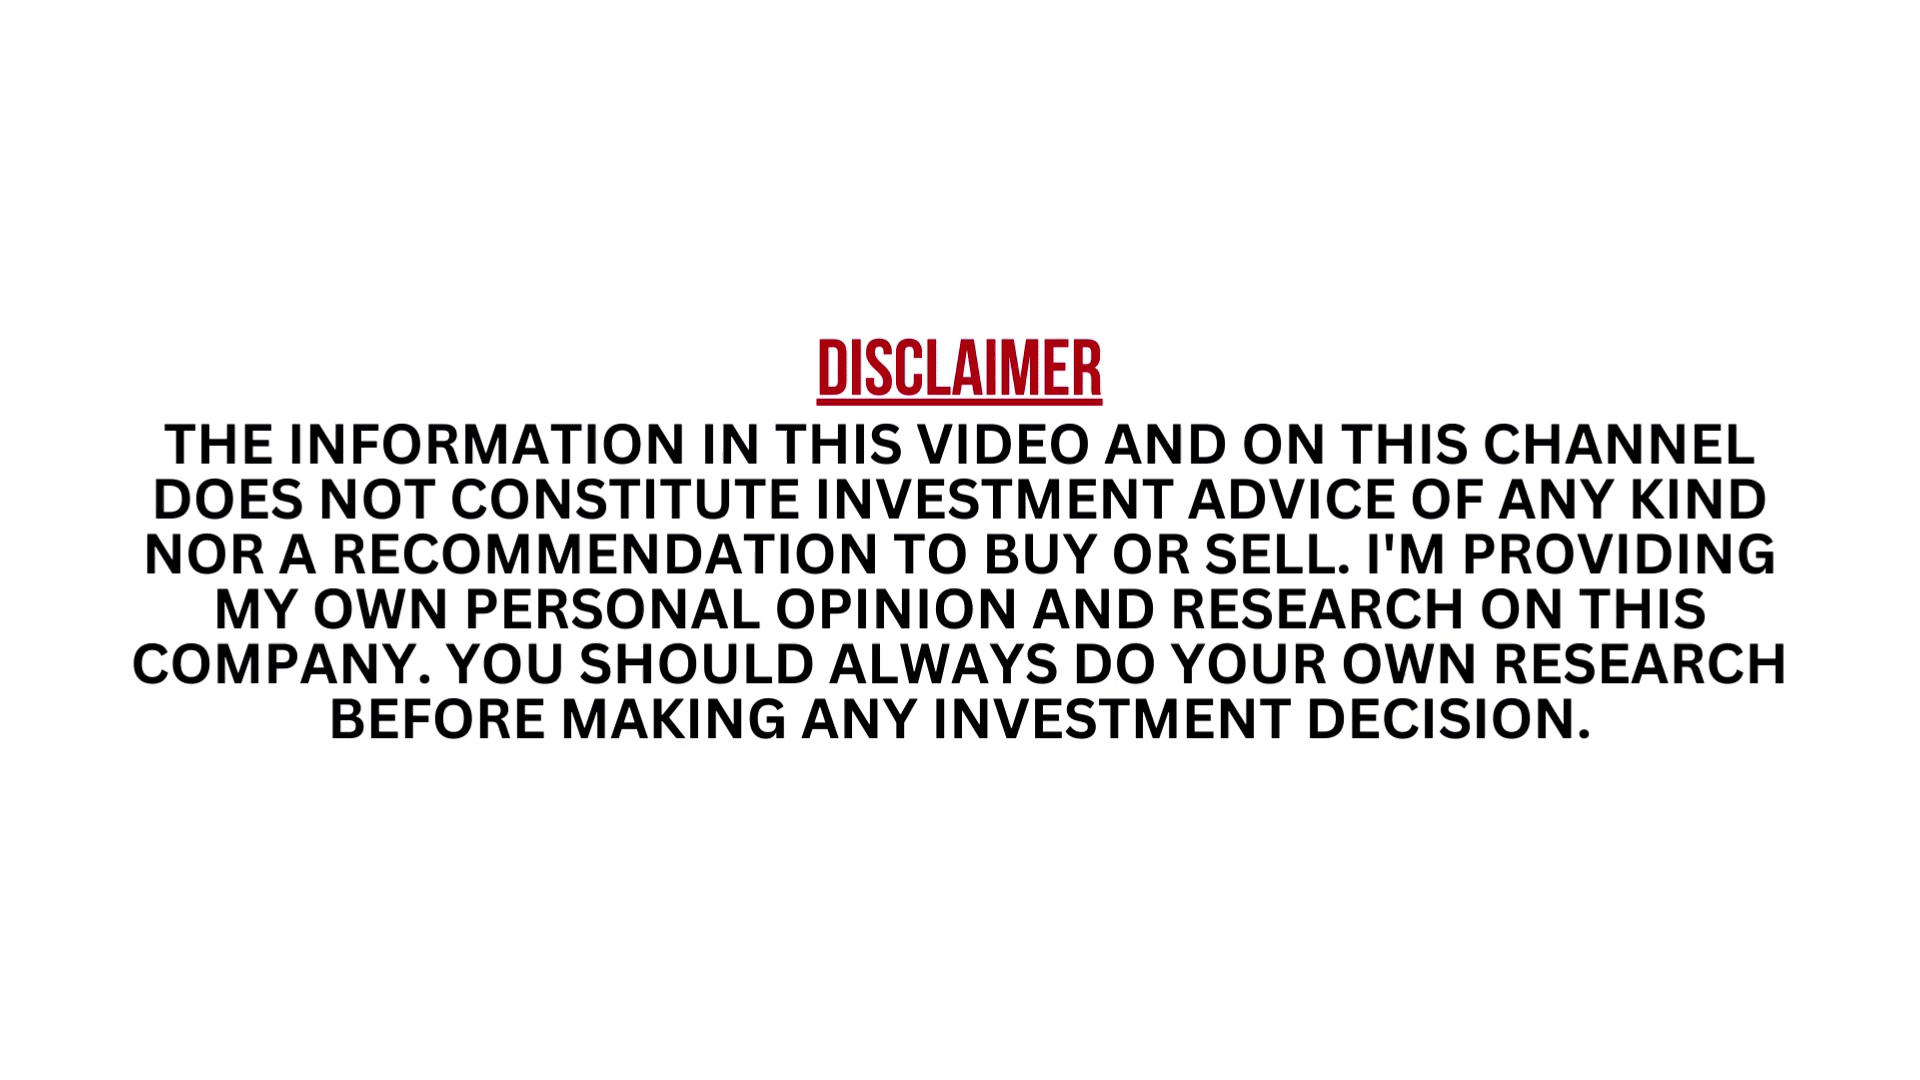 DISCLAIMER
THE INFORMATION IN THIS VIDEO AND ON THIS CHANNEL
DOES NOT CONSTITUTE INVESTMENT ADVICE OF ANY KIND
NOR A RECOMMENDATION TO BUY OR SELL. I'M PROVIDING
MY OWN PERSONAL OPINION AND RESEARCH ON THIS
COMPANY. YOU SHOULD ALWAYS DO YOUR OWN RESEARCH
BEFORE MAKING ANY INVESTMENT DECISION.